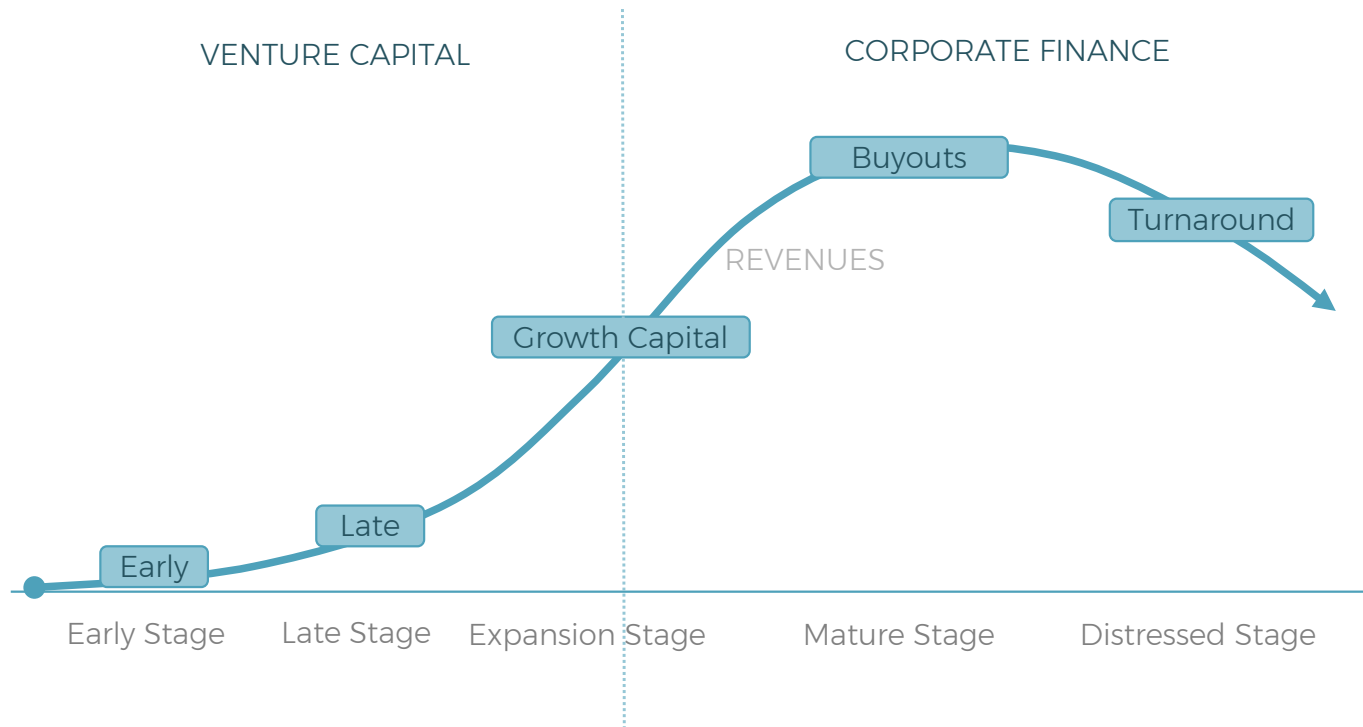 VENTURE CAPITAL
CORPORATE FINANCE
Buyouts
Turnaround
REVENUES
Growth Capital
Late
Early
Early Stage
Late Stage
Expansion Stage
Mature Stage
Distressed Stage